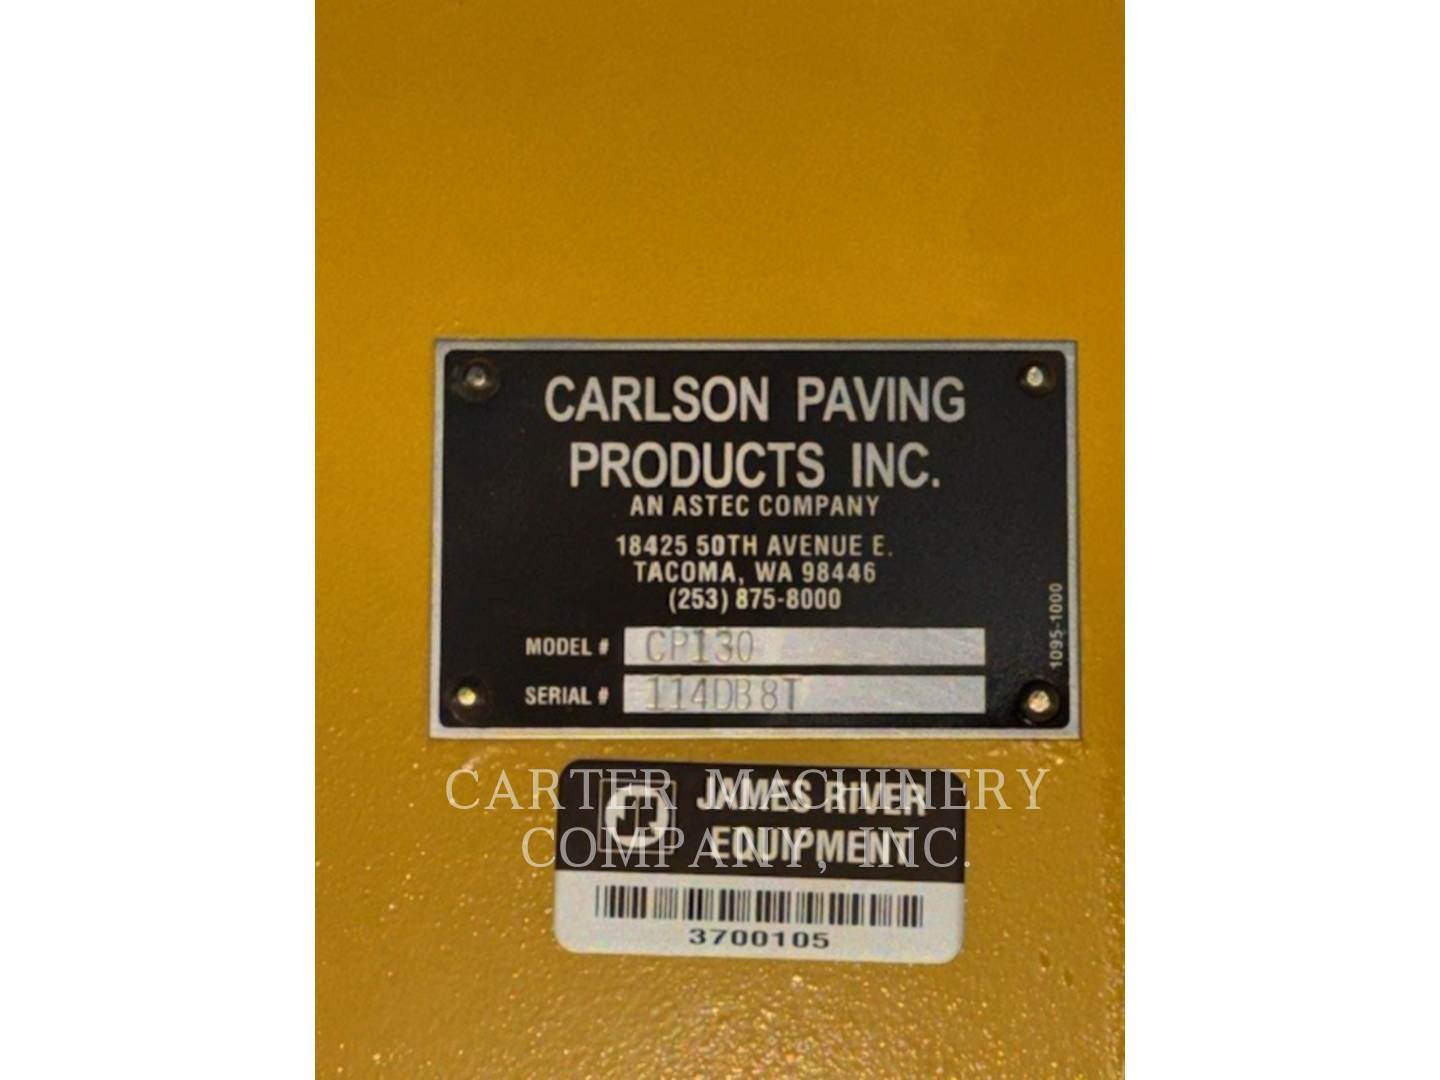 CARLSON PAVING
PRODUCTS INC.
AN ASTEC COMPANY
18425 50TH AVENUE E.
TACOMA, WA 98446
(253) 875-8000
MODEL # CP130
SERIAL # 114DB8T
1095-1000
JAMES RIVER
EQUIPMENT
3700105
CARTER MACHINERY
COMPANY, INC.